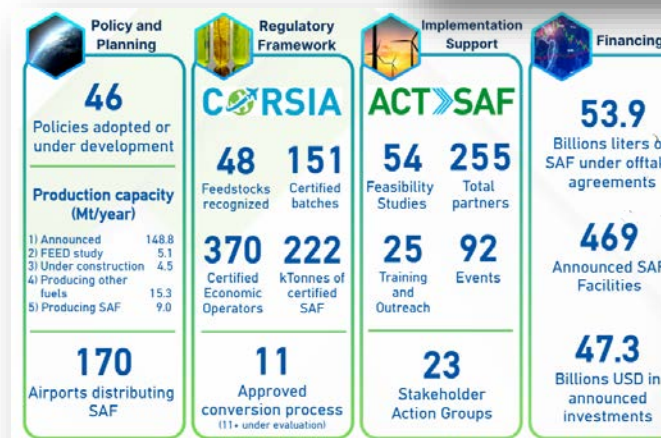 Policy and
Planning
46
Policies adopted or
under development
Production capacity
(Mt/year)
1) Announced 148.8
2) FEED study 5.1
3) Under construction 4.5
4) Producing other
fuels 15.3
5) Producing SAF 9.0
170
Airports distributing
SAF
Regulatory
Framework
CORSIA
48 151
Feedstocks Certified
recognized batches
370 222
Certified kTonnes of
Economic certified
Operators SAF
11
Approved
conversion process
(11+ under evaluation)
Implementation
Support
ACT SAF
54 255
Feasibility Total
Studies partners
25 92
Training Events
and
Outreach
23
Stakeholder
Action Groups
Financing
53.9
Billions liters
SAF under
agreements
469
Announced
Facilities
47.3
Billions USD in
announced
investments